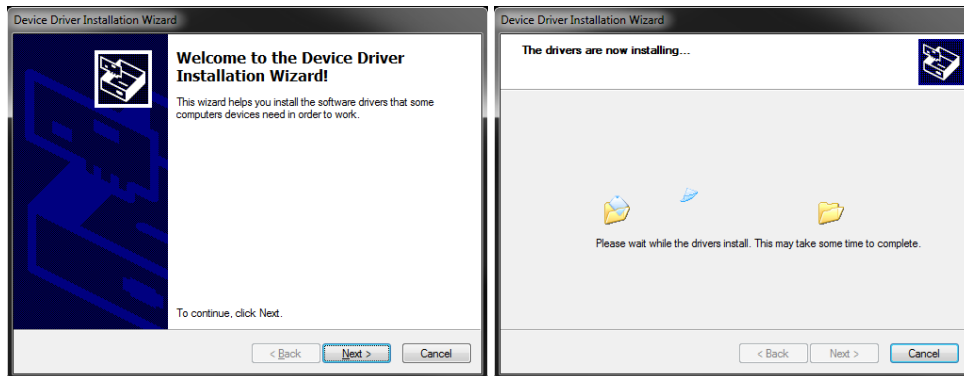 Device Driver Installation Wizard
Welcome to the Device Driver
Installation Wizard!
This wizard helps you install the software drivers that some
computers devices need in order to work.
To continue, click Next.
< Back
Next >
Cancel
Device Driver Installation Wizard
The drivers are now installing...
Please wait while the drivers install. This may take some time to complete.
< Back
Next >
Cancel